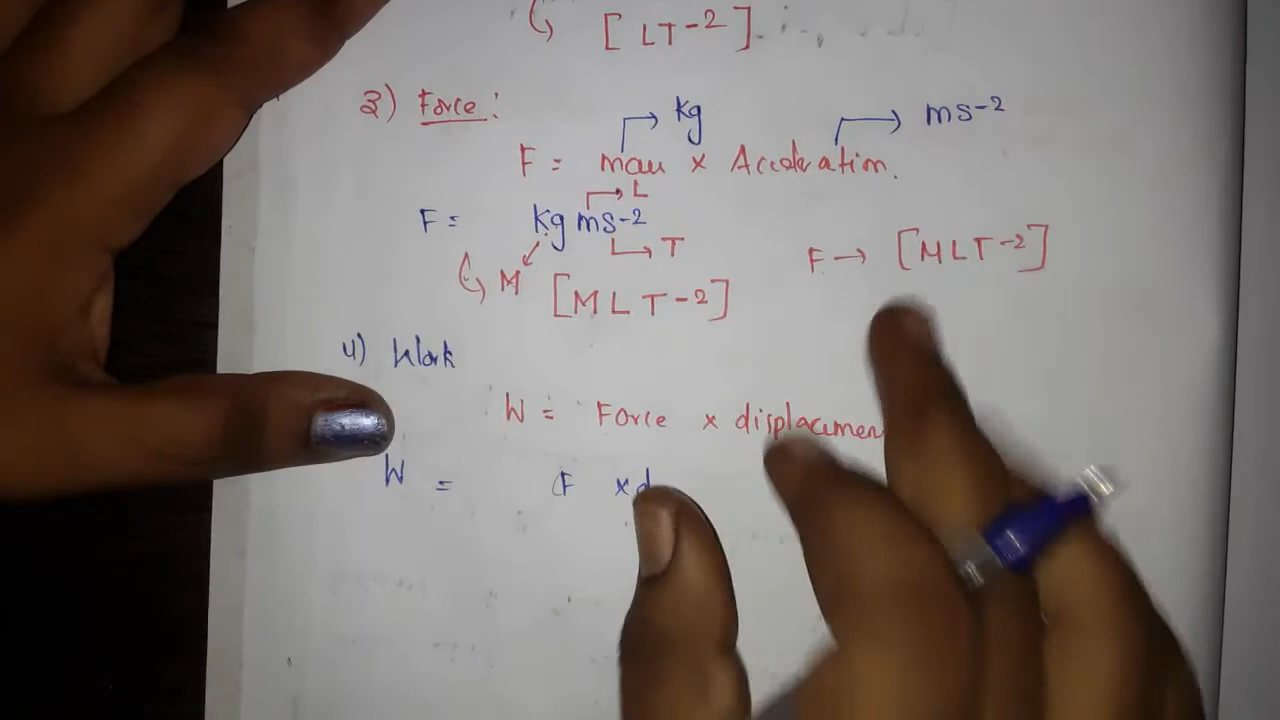 [LT-2]
3) Force:
Kg
ms-2
F = mass x Acceleration.
L
F = Kg ms-2
T
F → [MLT-2]
M [MLT-2]
4) Work
W = Force x displacemen
W = F x d